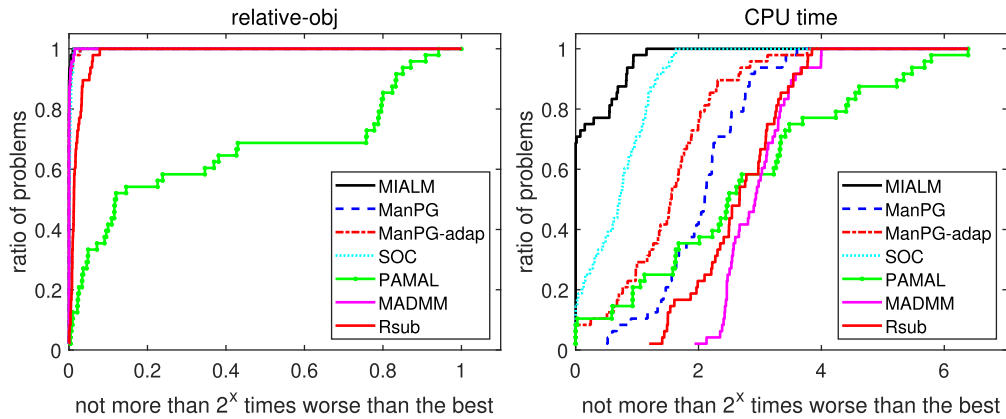 relative-obj
ratio of problems
1
0.8
0.6
0.4
0.2
0
MIALM
ManPG
ManPG-adap
SOC
PAMAL
MADMM
Rsub
0 0.2 0.4 0.6 0.8 1
not more than 2^x times worse than the best
CPU time
ratio of problems
1
0.8
0.6
0.4
0.2
0
MIALM
ManPG
ManPG-adap
SOC
PAMAL
MADMM
Rsub
0 2 4 6
not more than 2^x times worse than the best